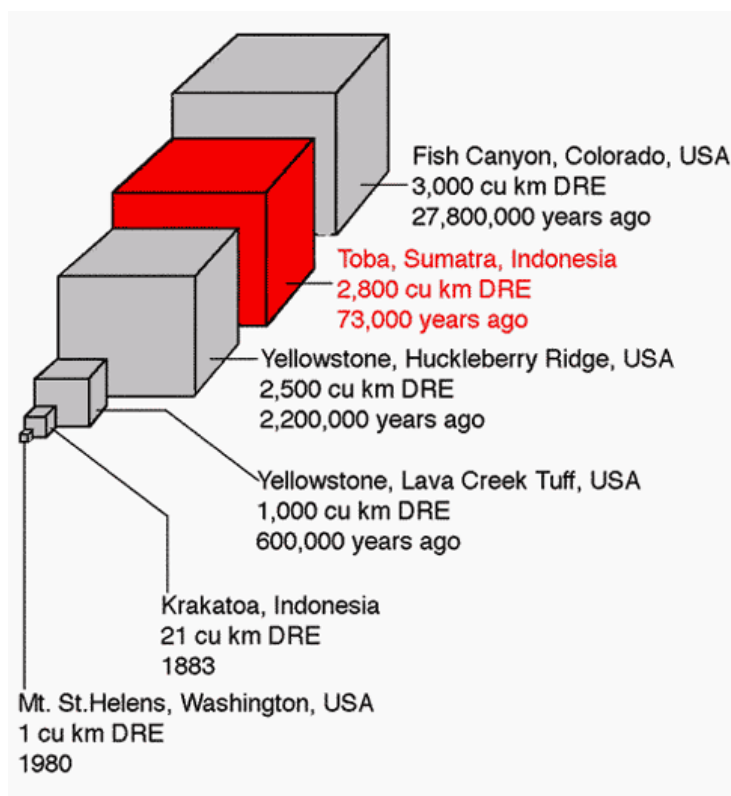 Fish Canyon, Colorado, USA
3,000 cu km DRE
27,800,000 years ago
Toba, Sumatra, Indonesia
2,800 cu km DRE
73,000 years ago
Yellowstone, Huckleberry Ridge, USA
2,500 cu km DRE
2,200,000 years ago
Yellowstone, Lava Creek Tuff, USA
1,000 cu km DRE
600,000 years ago
Krakatoa, Indonesia
21 cu km DRE
1883
Mt. St.Helens, Washington, USA
1 cu km DRE
1980